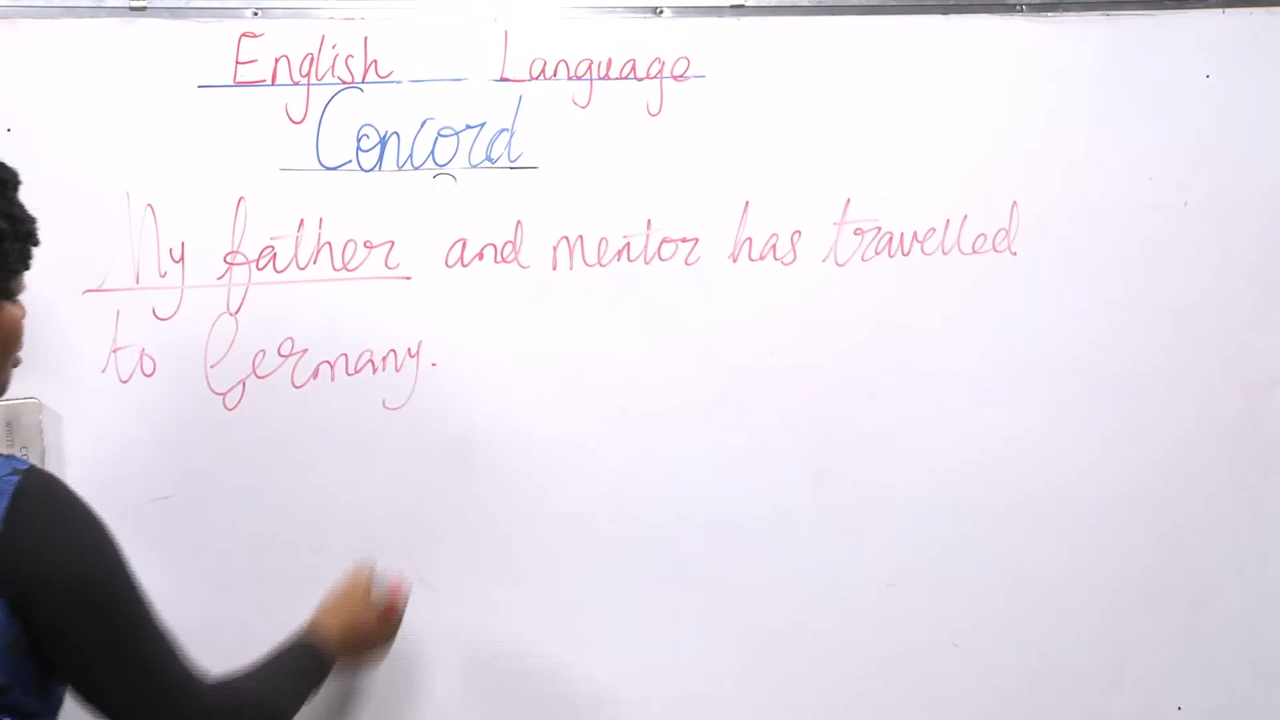 English Language
Concord
My father and mentor has travelled
to Germany.